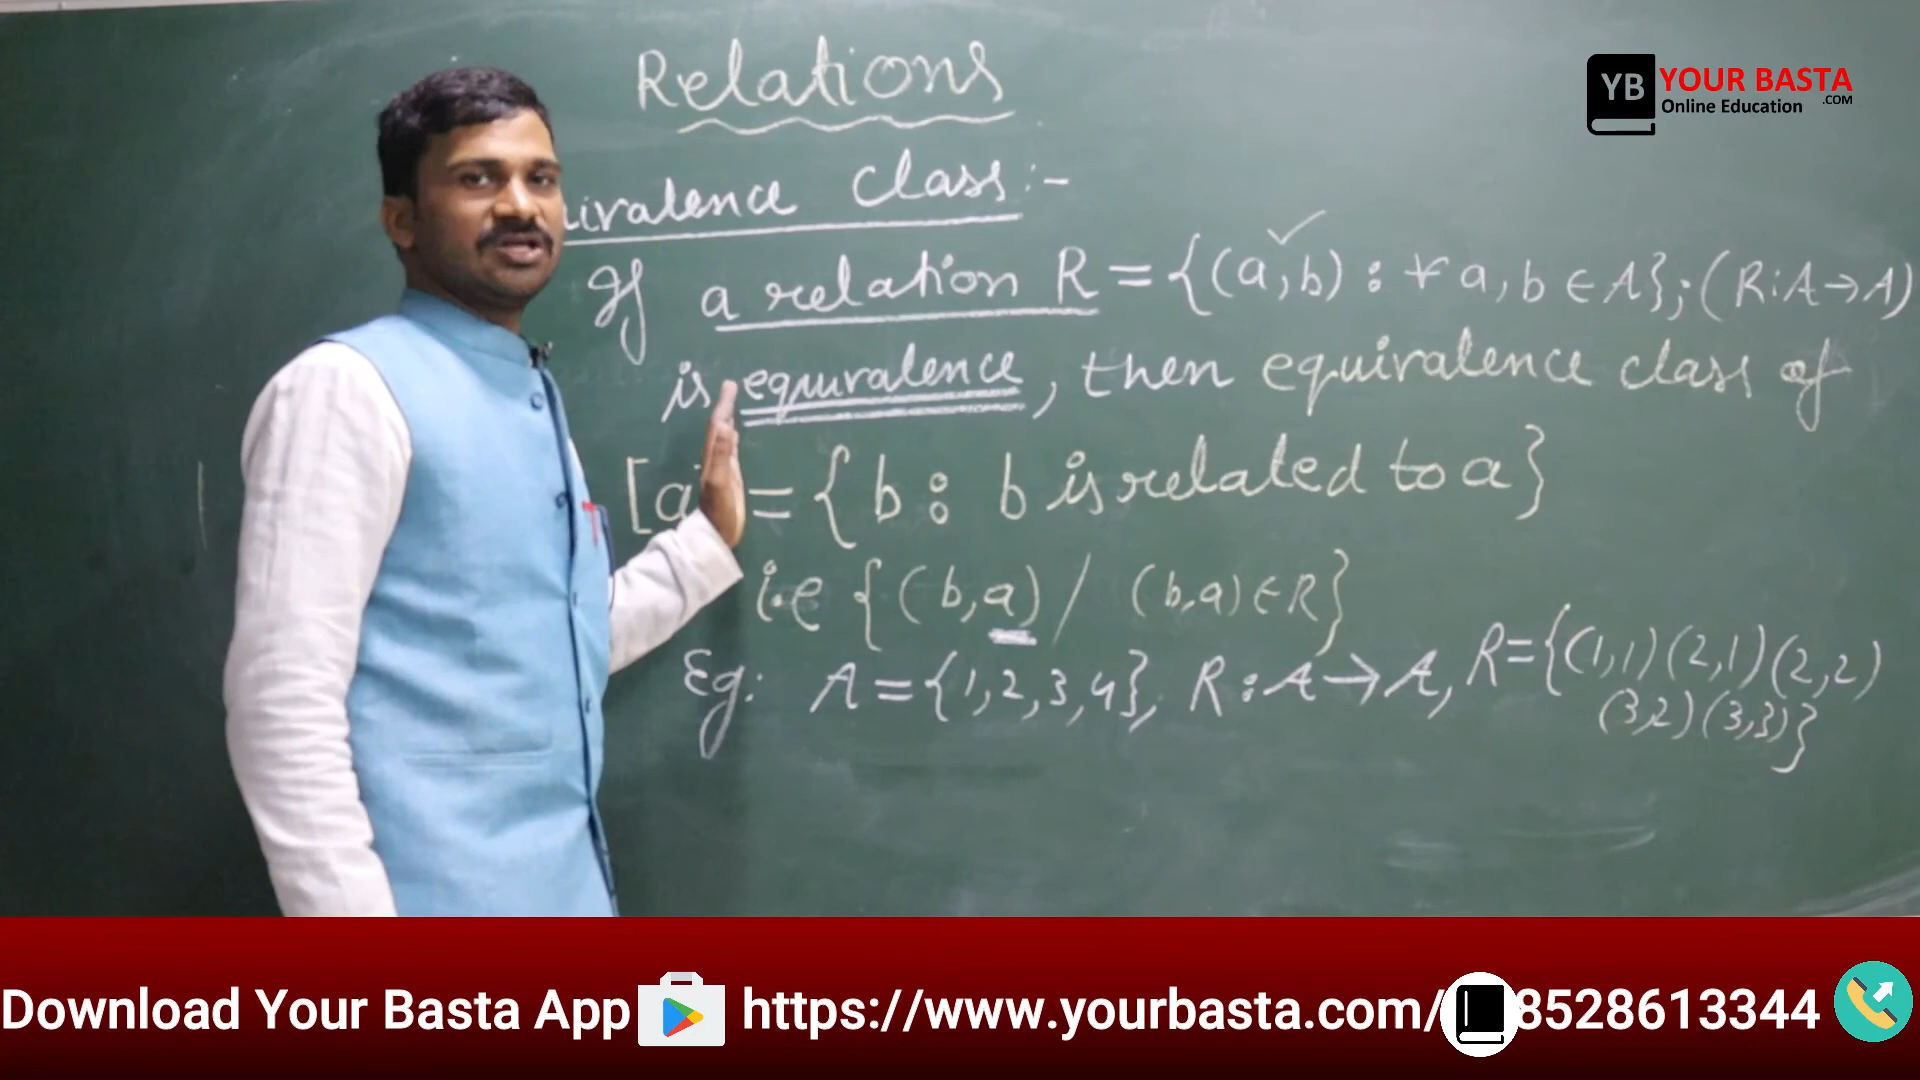 Relations
YB YOUR BASTA
.COM
Online Education
ivalence class:-
If a relation R = {(a,b) : ∀ a, b ∈ A}; (R:A→A)
is equivalence, then equivalence class of
[a = { b : b is related to a}
i.e {(b,a) / (b,a) ∈ R}
Eg: A = {1,2,3,4}, R : A → A, R={(1,1)(2,1)(2,2)
(3,2)(3,3)}
Download Your Basta App https://www.yourbasta.com/ 8528613344